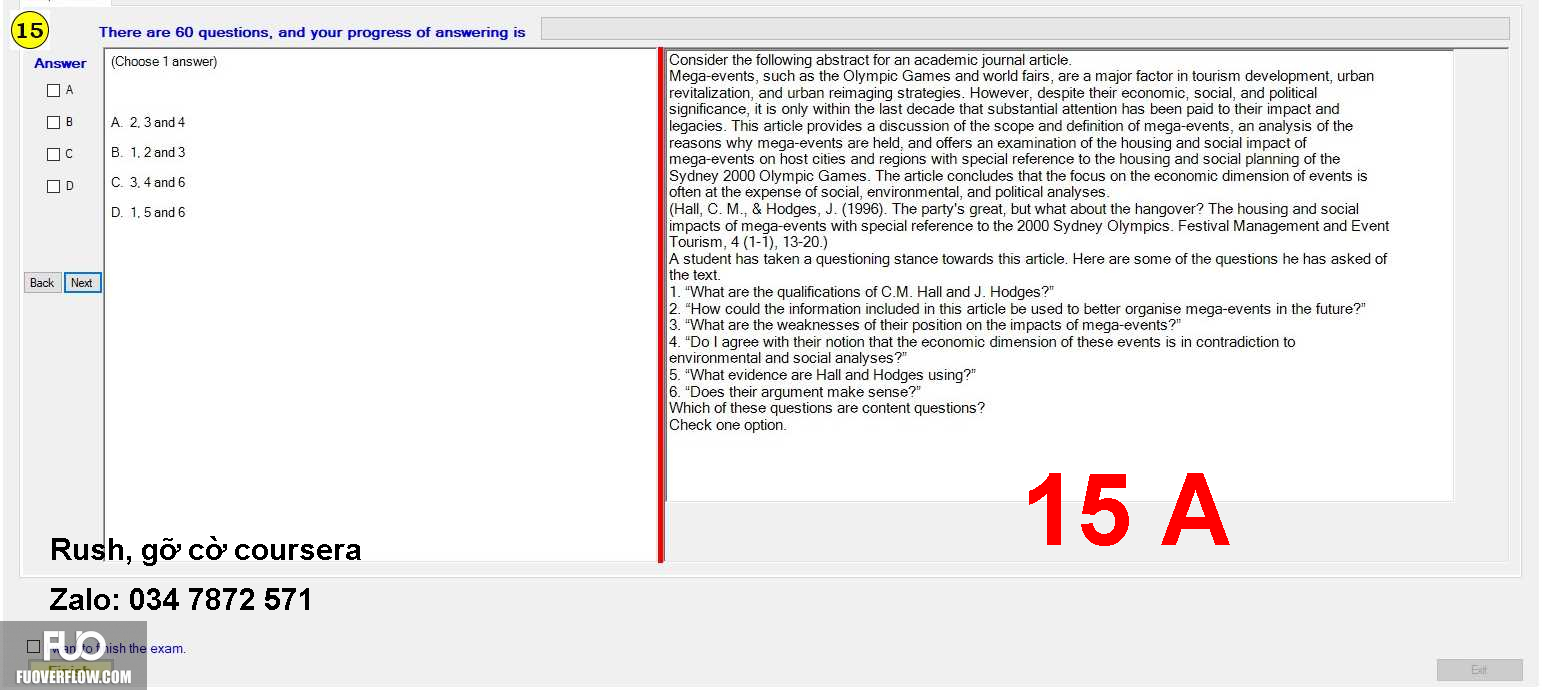 15
There are 60 questions, and your progress of answering is
Answer
A
B
C
D
Back
Next
(Choose 1 answer)
A. 2, 3 and 4
B. 1, 2 and 3
C. 3, 4 and 6
D. 1, 5 and 6
Consider the following abstract for an academic journal article.
Mega-events, such as the Olympic Games and world fairs, are a major factor in tourism development, urban
revitalization, and urban reimaging strategies. However, despite their economic, social, and political
significance, it is only within the last decade that substantial attention has been paid to their impact and
legacies. This article provides a discussion of the scope and definition of mega-events, an analysis of the
reasons why mega-events are held, and offers an examination of the housing and social impact of
mega-events on host cities and regions with special reference to the housing and social planning of the
Sydney 2000 Olympic Games. The article concludes that the focus on the economic dimension of events is
often at the expense of social, environmental, and political analyses.
(Hall, C. M., & Hodges, J. (1996). The party's great, but what about the hangover? The housing and social
impacts of mega-events with special reference to the 2000 Sydney Olympics. Festival Management and Event
Tourism, 4 (1-1), 13-20.)
A student has taken a questioning stance towards this article. Here are some of the questions he has asked of
the text.
1. “What are the qualifications of C.M. Hall and J. Hodges?”
2. “How could the information included in this article be used to better organise mega-events in the future?”
3. “What are the weaknesses of their position on the impacts of mega-events?”
4. “Do I agree with their notion that the economic dimension of these events is in contradiction to
environmental and social analyses?”
5. “What evidence are Hall and Hodges using?”
6. “Does their argument make sense?”
Which of these questions are content questions?
Check one option.
15 A
Rush, gỡ cờ coursera
Zalo: 034 7872 571
FUO
to finish the exam.
Finish
FUOVERFLOW.COM
Exit